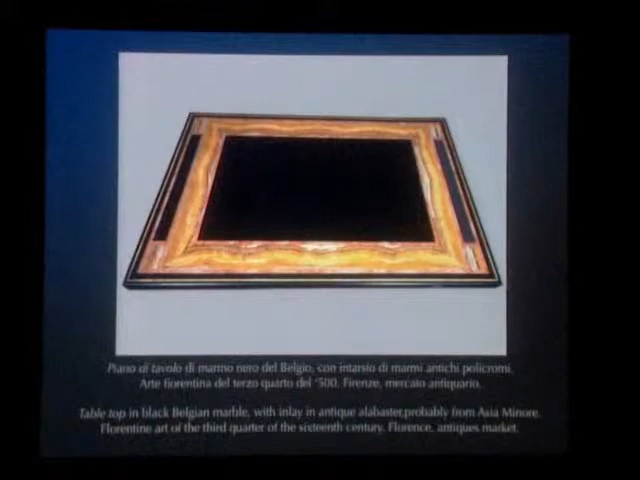 Piano di tavolo di marmo nero del Belgio, con intarsio di marmi antichi policromi.
Arte fiorentina del terzo quarto del '500. Firenze, mercato antiquario.
Table top in black Belgian marble, with inlay in antique alabaster,probably from Asia Minore.
Florentine art of the third quarter of the sixteenth century. Florence, antiques market.